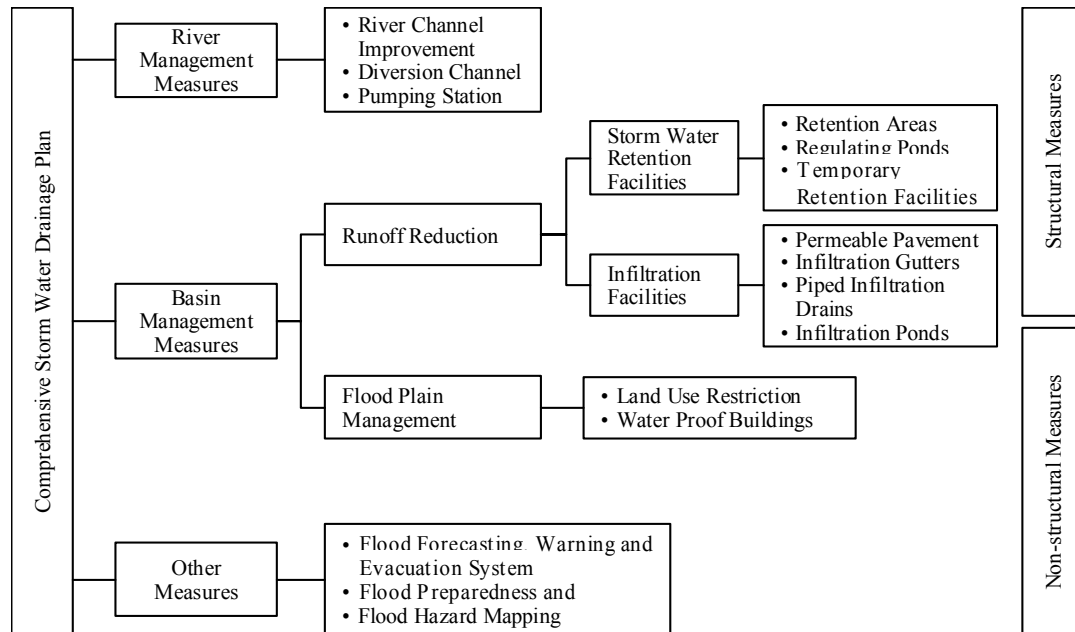 Comprehensive Storm Water Drainage Plan
River
Management
Measures
• River Channel
Improvement
• Diversion Channel
• Pumping Station
Basin
Management
Measures
Runoff Reduction
Storm Water
Retention
Facilities
• Retention Areas
• Regulating Ponds
• Temporary
Retention Facilities
Infiltration
Facilities
• Permeable Pavement
• Infiltration Gutters
• Piped Infiltration
Drains
• Infiltration Ponds
Flood Plain
Management
• Land Use Restriction
• Water Proof Buildings
Other
Measures
• Flood Forecasting, Warning and
Evacuation System
• Flood Preparedness and
• Flood Hazard Mapping
Structural Measures
Non-structural Measures